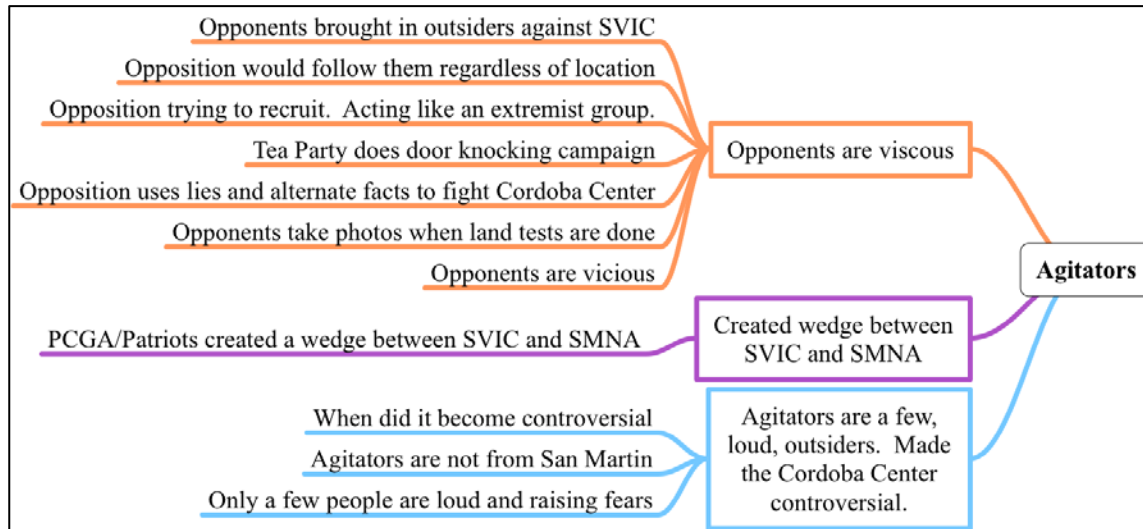 Opponents brought in outsiders against SVIC
Opposition would follow them regardless of location
Opposition trying to recruit.  Acting like an extremist group.
Tea Party does door knocking campaign
Opposition uses lies and alternate facts to fight Cordoba Center
Opponents take photos when land tests are done
Opponents are vicious
Opponents are viscous
PCGA/Patriots created a wedge between SVIC and SMNA
Created wedge between
SVIC and SMNA
When did it become controversial
Agitators are not from San Martin
Only a few people are loud and raising fears
Agitators are a few,
loud, outsiders.  Made
the Cordoba Center
controversial.
Agitators